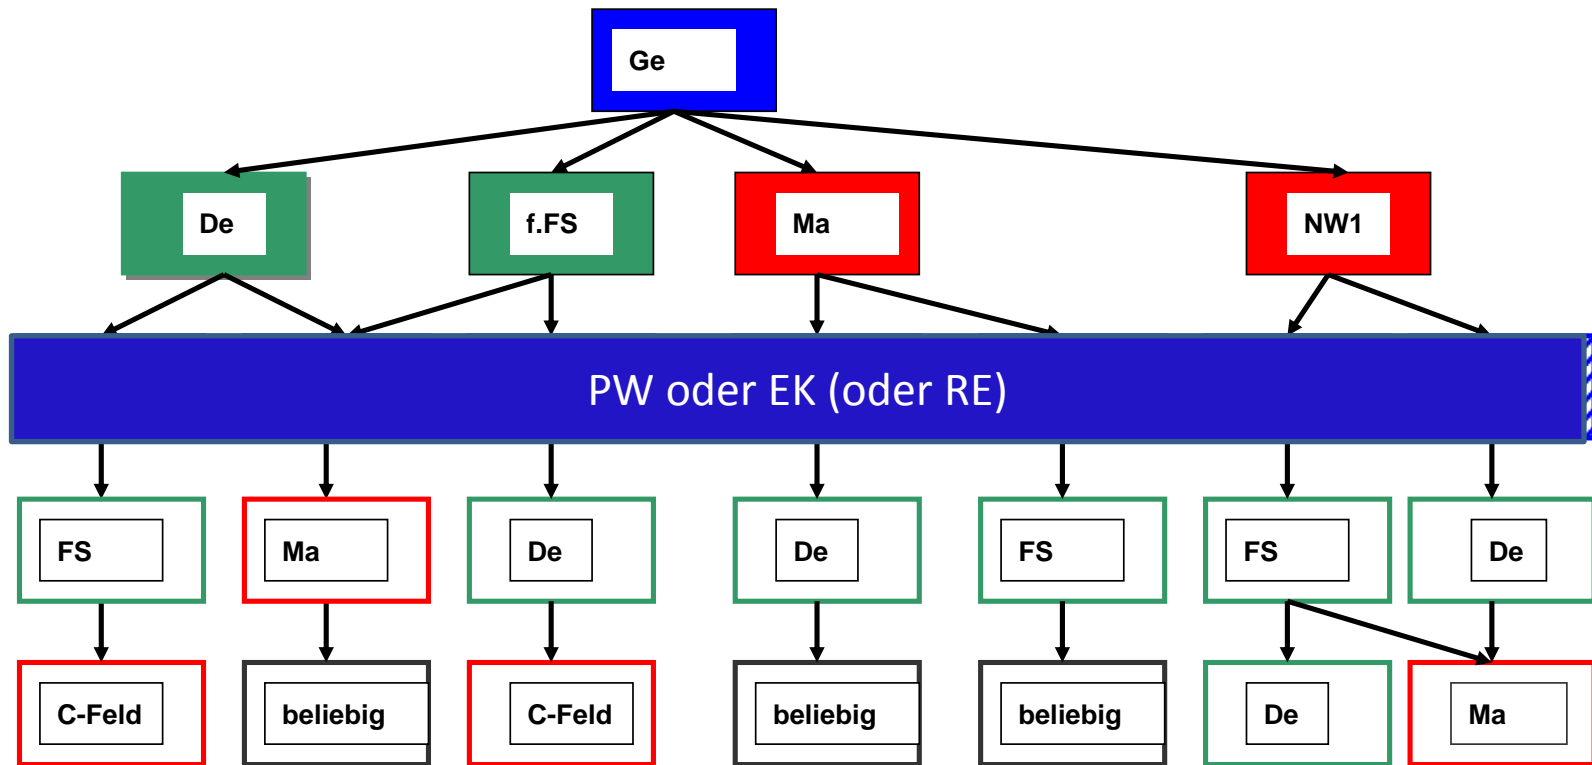 Ge
De
f.FS
Ma
NW1
PW oder EK (oder RE)
FS
Ma
De
De
FS
FS
De
C-Feld
beliebig
C-Feld
beliebig
beliebig
De
Ma